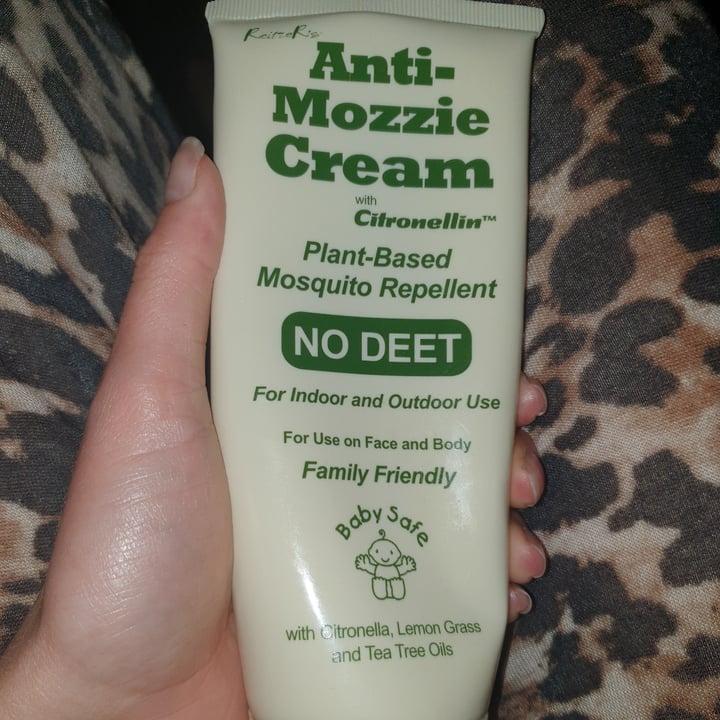 ReitzeR's
Anti-
Mozzie
Cream
with
Citronellin™
Plant-Based
Mosquito Repellent
NO DEET
For Indoor and Outdoor Use
For Use on Face and Body
Family Friendly
Baby Safe
with Citronella, Lemon Grass
and Tea Tree Oils